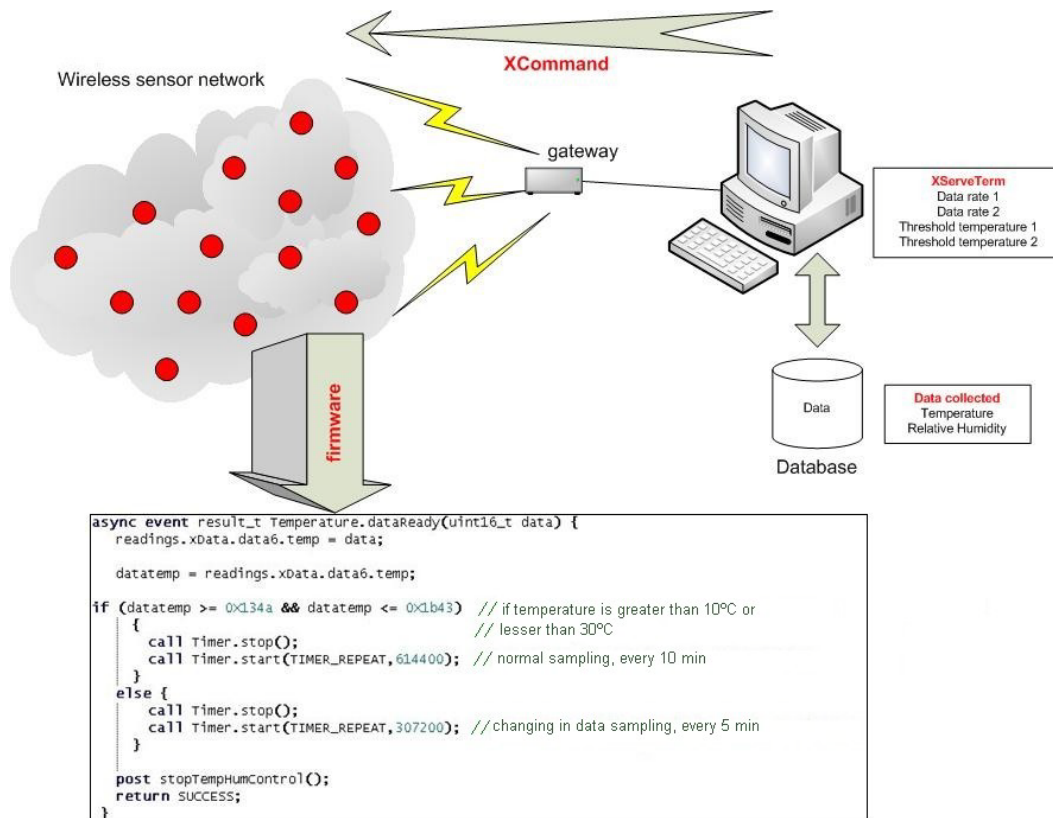 XCommand
Wireless sensor network
gateway
XServeTerm
Data rate 1
Data rate 2
Threshold temperature 1
Threshold temperature 2
firmware
Data
Database
Data collected
Temperature
Relative Humidity
async event result_t Temperature.dataReady(uint16_t data) {
readings.xData.data6.temp = data;
datatemp = readings.xData.data6.temp;
if (datatemp >= 0X134a && datatemp <= 0X1b43) // if temperature is greater than 10ºC or
{ // lesser than 30ºC
call Timer.stop();
call Timer.start(TIMER_REPEAT,614400); // normal sampling, every 10 min
}
else {
call Timer.stop();
call Timer.start(TIMER_REPEAT,307200); // changing in data sampling, every 5 min
}
post stopTempHumControl();
return SUCCESS;
}